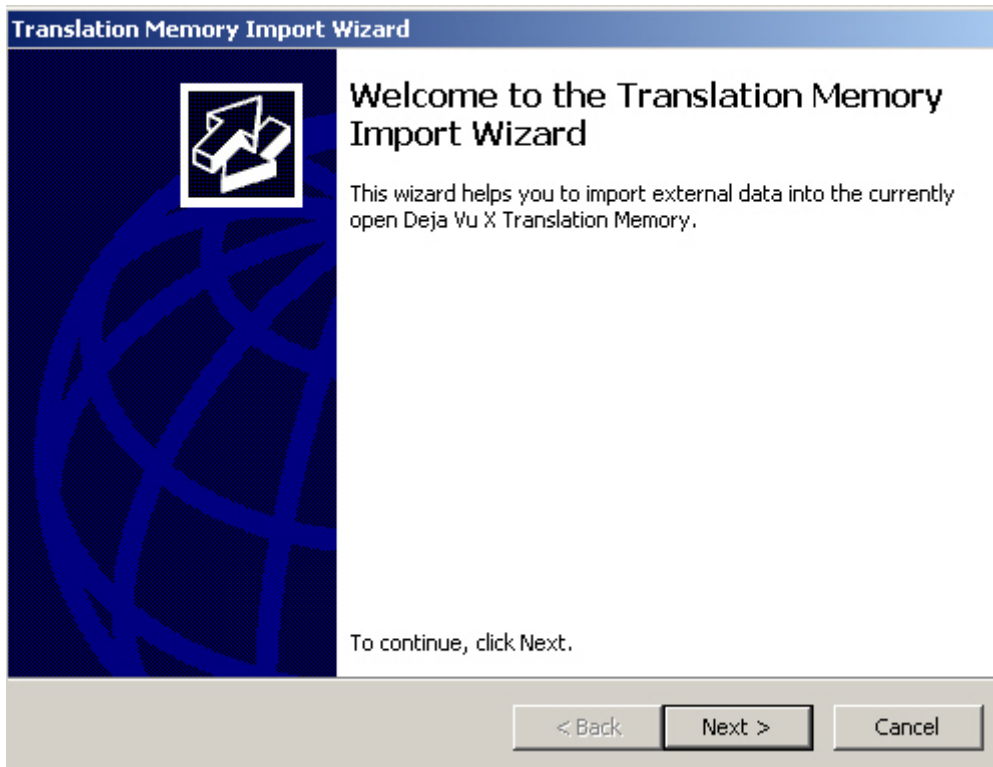 Translation Memory Import Wizard
Welcome to the Translation Memory
Import Wizard
This wizard helps you to import external data into the currently
open Deja Vu X Translation Memory.
To continue, click Next.
< Back
Next >
Cancel